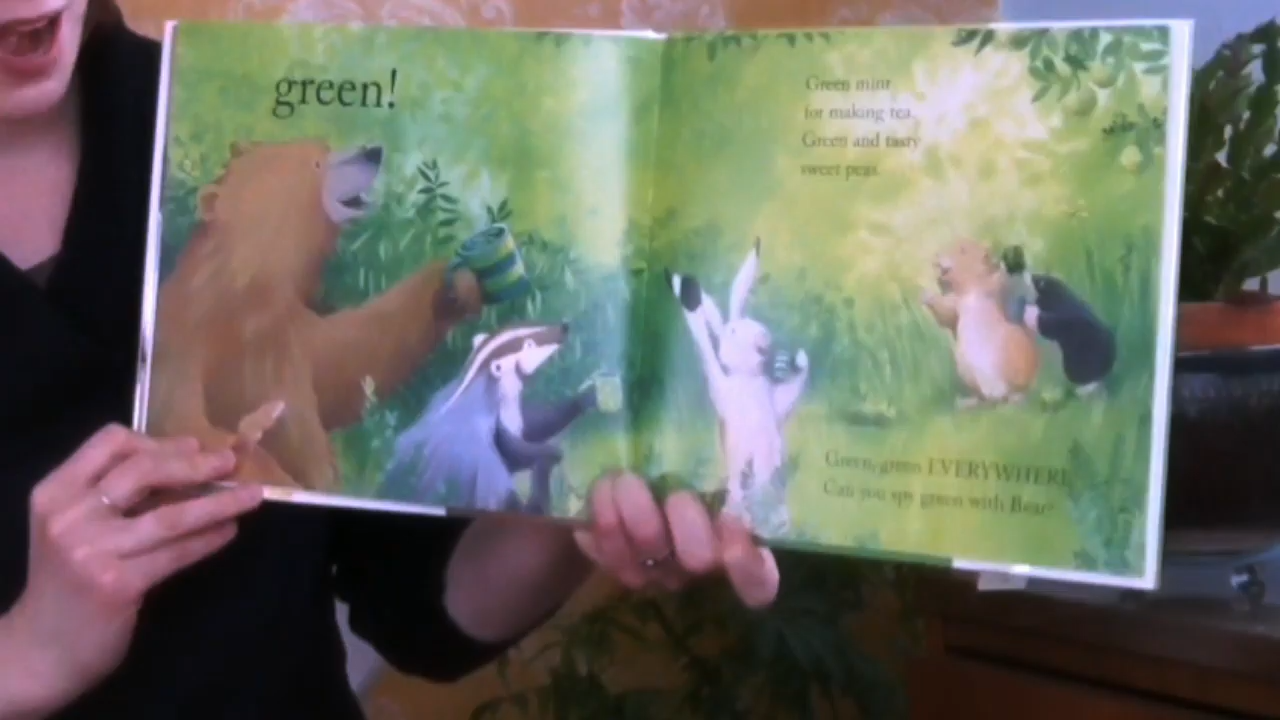 green!
Green mint
for making tea.
Green and tasty
sweet peas.
Green, green EVERYWHERE
Can you spy green with Bear?